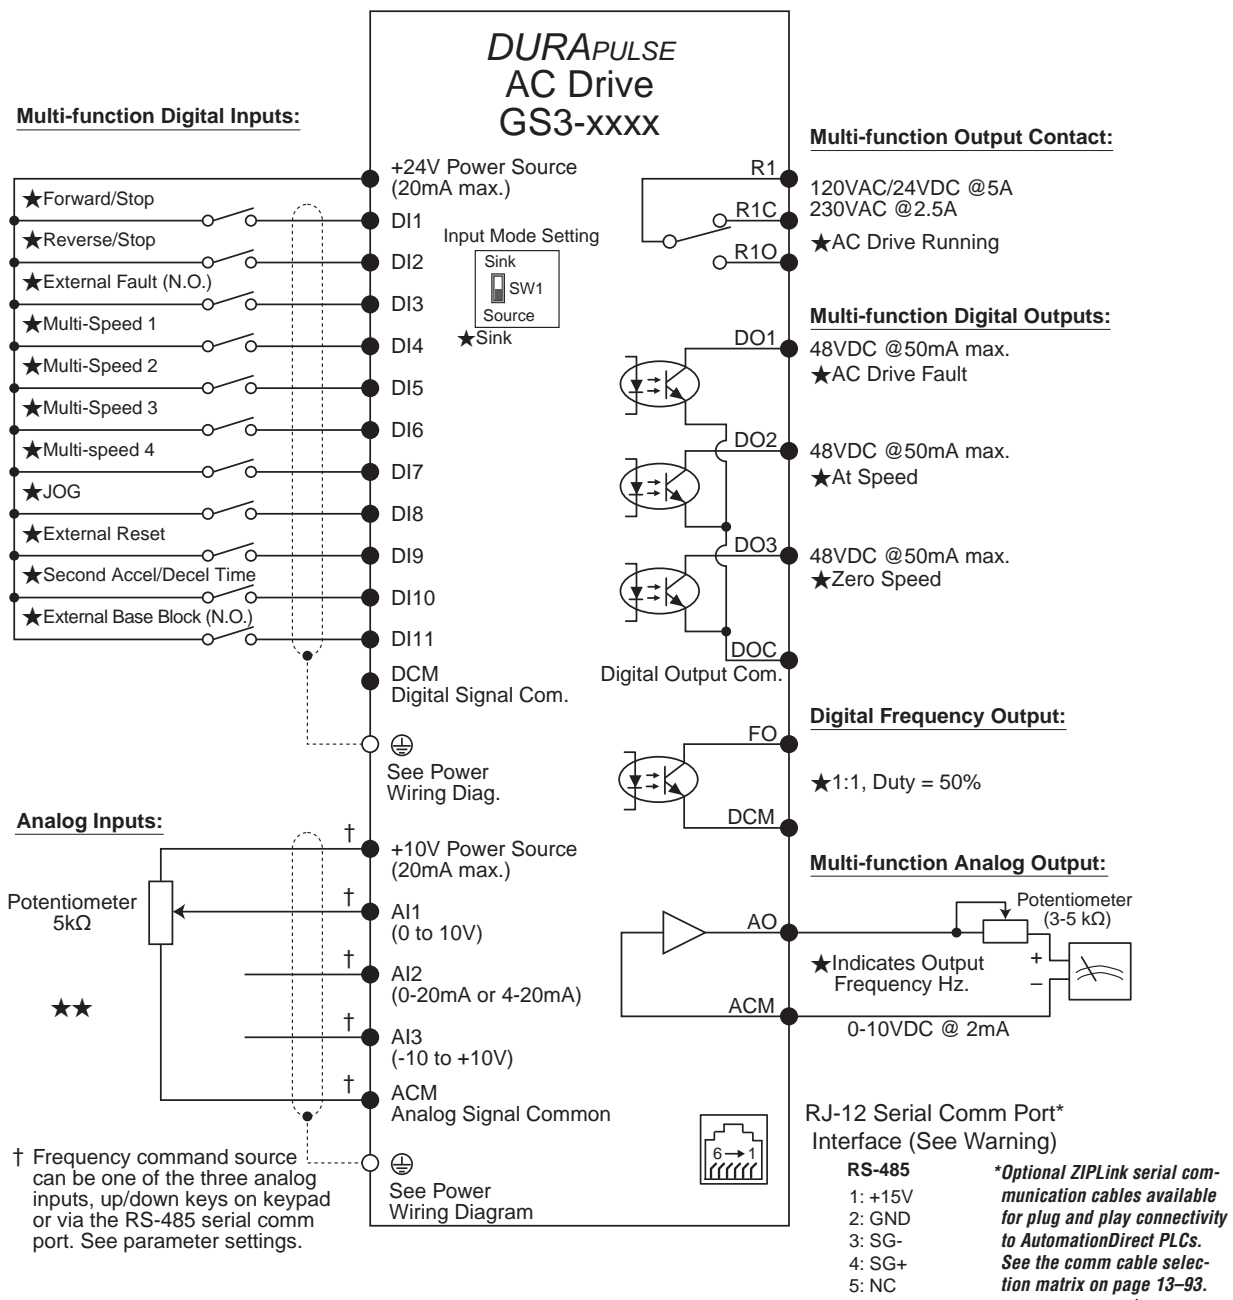 DURAPULSE
AC Drive
GS3-xxxx
Multi-function Digital Inputs:
+24V Power Source
(20mA max.)
★Forward/Stop
DI1
★Reverse/Stop
DI2
★External Fault (N.O.)
DI3
★Multi-Speed 1
DI4
★Multi-Speed 2
DI5
★Multi-Speed 3
DI6
★Multi-speed 4
DI7
★JOG
DI8
★External Reset
DI9
★Second Accel/Decel Time
DI10
★External Base Block (N.O.)
DI11
DCM
Digital Signal Com.
See Power
Wiring Diag.
Input Mode Setting
Sink
SW1
Source
★Sink
Analog Inputs:
†
+10V Power Source
(20mA max.)
Potentiometer
5kΩ
†
AI1
(0 to 10V)
†
AI2
(0-20mA or 4-20mA)
★★
†
AI3
(-10 to +10V)
†
ACM
Analog Signal Common
See Power
Wiring Diagram
† Frequency command source
can be one of the three analog
inputs, up/down keys on keypad
or via the RS-485 serial comm
port. See parameter settings.
Multi-function Output Contact:
R1
R1C
R1O
120VAC/24VDC @5A
230VAC @2.5A
★AC Drive Running
Multi-function Digital Outputs:
DO1
48VDC @50mA max.
★AC Drive Fault
DO2
48VDC @50mA max.
★At Speed
DO3
48VDC @50mA max.
★Zero Speed
DOC
Digital Output Com.
Digital Frequency Output:
FO
★1:1, Duty = 50%
DCM
Multi-function Analog Output:
Potentiometer
(3-5 kΩ)
AO
★Indicates Output
Frequency Hz.
+
–
ACM
0-10VDC @ 2mA
6→1
RJ-12 Serial Comm Port*
Interface (See Warning)
RS-485
1: +15V
2: GND
3: SG-
4: SG+
5: NC
*Optional ZIPLink serial com-
munication cables available
for plug and play connectivity
to AutomationDirect PLCs.
See the comm cable selec-
tion matrix on page 13–93.